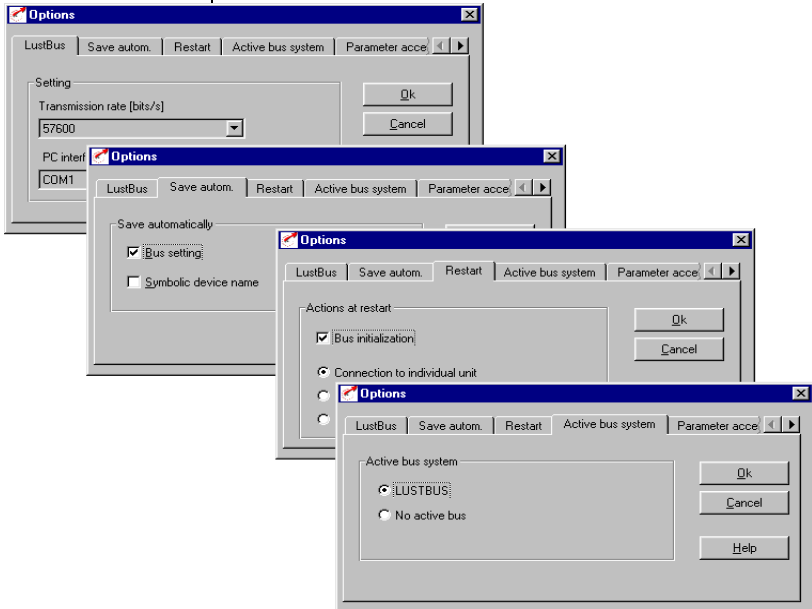 Options
LustBus Save autom. Restart Active bus system Parameter acce
Setting
Transmission rate [bits/s]
57600
PC interf
COM1
Ok
Cancel
Options
LustBus Save autom. Restart Active bus system Parameter acce
Save automatically
Bus setting
Symbolic device name
Options
LustBus Save autom. Restart Active bus system Parameter acce
Actions at restart
Bus initialization
Connection to individual unit
Ok
Cancel
Options
LustBus Save autom. Restart Active bus system Parameter acce
Active bus system
LUSTBUS
No active bus
Ok
Cancel
Help